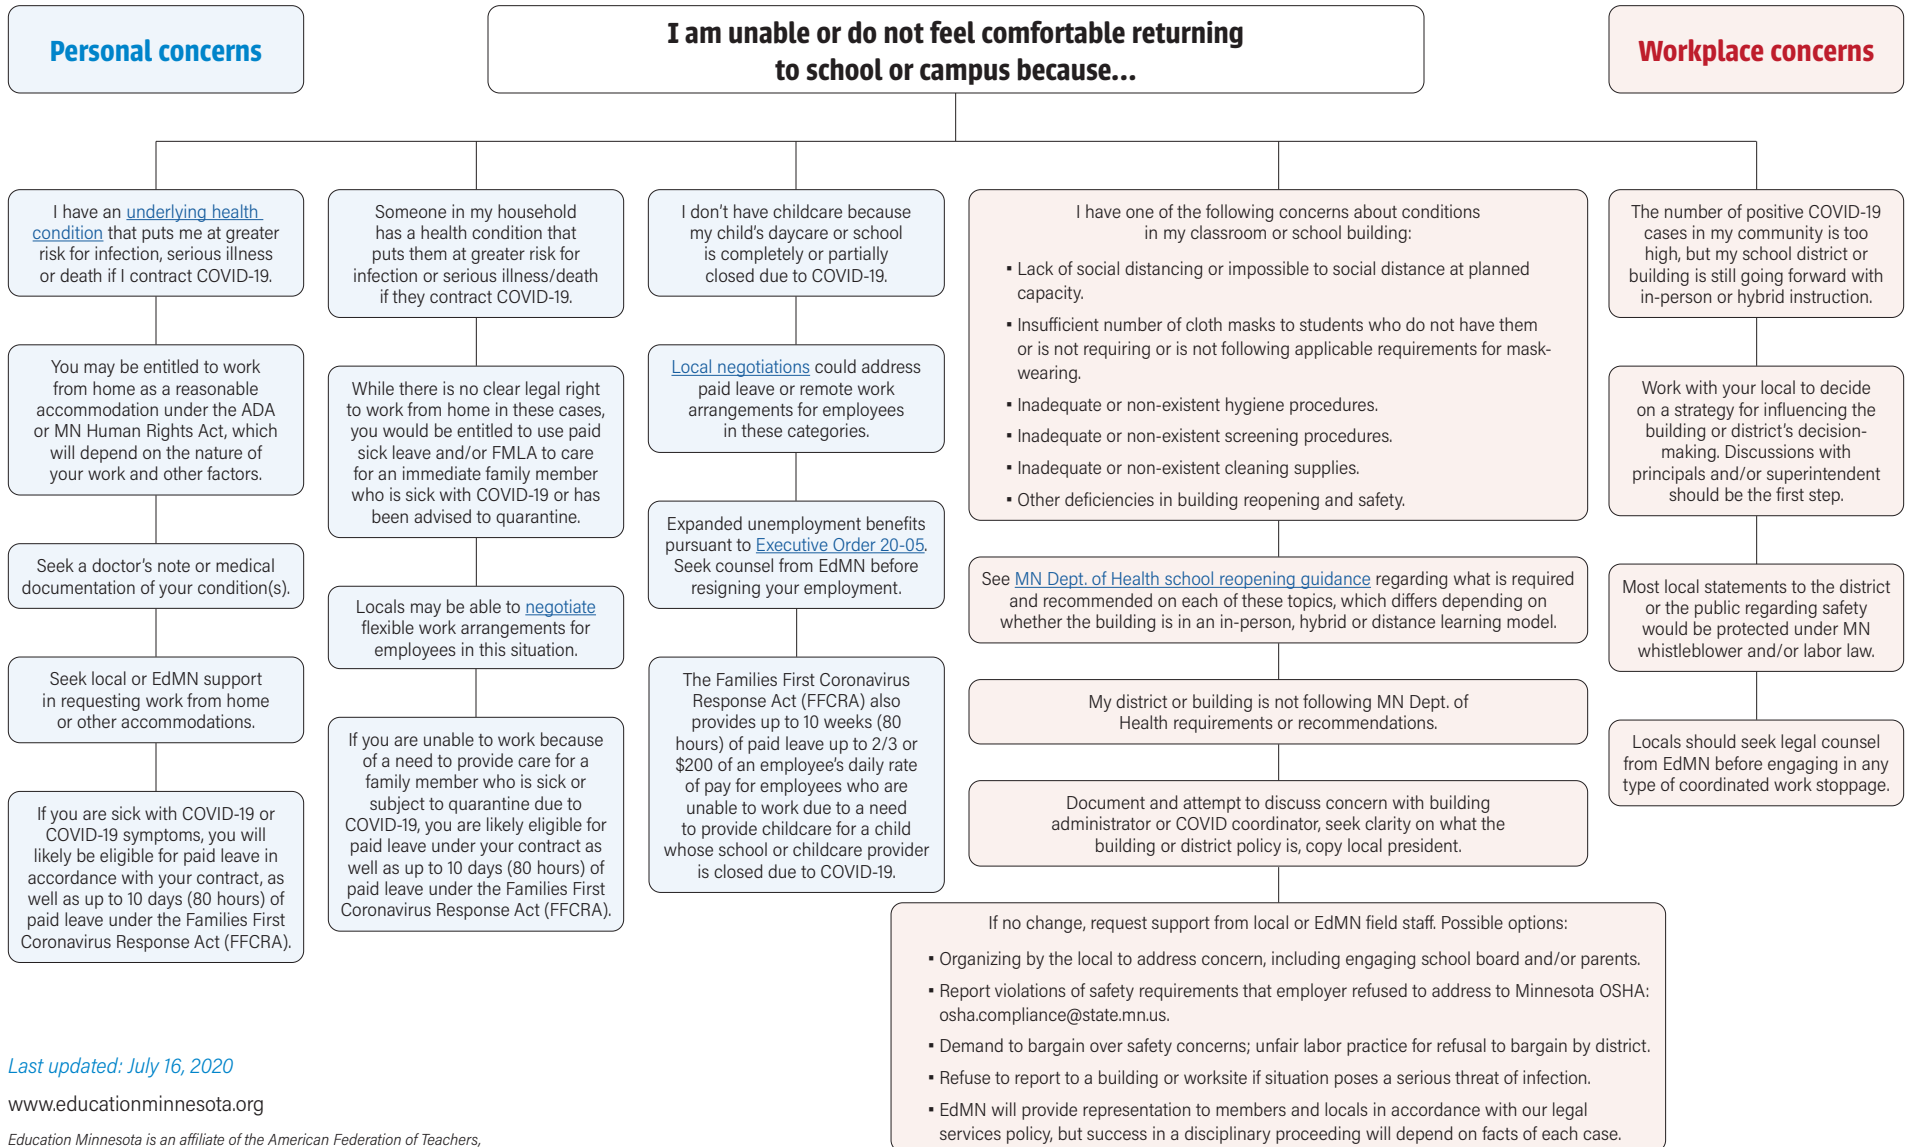 Personal concerns
I am unable or do not feel comfortable returning
to school or campus because...
Workplace concerns
I have an underlying health
condition that puts me at greater
risk for infection, serious illness
or death if I contract COVID-19.
You may be entitled to work
from home as a reasonable
accommodation under the ADA
or MN Human Rights Act, which
will depend on the nature of
your work and other factors.
Seek a doctor's note or medical
documentation of your condition(s).
Seek local or EdMN support
in requesting work from home
or other accommodations.
If you are sick with COVID-19 or
COVID-19 symptoms, you will
likely be eligible for paid leave in
accordance with your contract, as
well as up to 10 days (80 hours) of
paid leave under the Families First
Coronavirus Response Act (FFCRA).
Someone in my household
has a health condition that
puts them at greater risk for
infection or serious illness/death
if they contract COVID-19.
While there is no clear legal right
to work from home in these cases,
you would be entitled to use paid
sick leave and/or FMLA to care
for an immediate family member
who is sick with COVID-19 or has
been advised to quarantine.
Locals may be able to negotiate
flexible work arrangements for
employees in this situation.
If you are unable to work because
of a need to provide care for a
family member who is sick or
subject to quarantine due to
COVID-19, you are likely eligible for
paid leave under your contract as
well as up to 10 days (80 hours) of
paid leave under the Families First
Coronavirus Response Act (FFCRA).
I don't have childcare because
my child's daycare or school
is completely or partially
closed due to COVID-19.
Local negotiations could address
paid leave or remote work
arrangements for employees
in these categories.
Expanded unemployment benefits
pursuant to Executive Order 20-05.
Seek counsel from EdMN before
resigning your employment.
The Families First Coronavirus
Response Act (FFCRA) also
provides up to 10 weeks (80
hours) of paid leave up to 2/3 or
$200 of an employee's daily rate
of pay for employees who are
unable to work due to a need
to provide childcare for a child
whose school or childcare provider
is closed due to COVID-19.
I have one of the following concerns about conditions
in my classroom or school building:
▪ Lack of social distancing or impossible to social distance at planned
capacity.
▪ Insufficient number of cloth masks to students who do not have them
or is not requiring or is not following applicable requirements for mask-
wearing.
▪ Inadequate or non-existent hygiene procedures.
▪ Inadequate or non-existent screening procedures.
▪ Inadequate or non-existent cleaning supplies.
▪ Other deficiencies in building reopening and safety.
See MN Dept. of Health school reopening guidance regarding what is required
and recommended on each of these topics, which differs depending on
whether the building is in an in-person, hybrid or distance learning model.
My district or building is not following MN Dept. of
Health requirements or recommendations.
Document and attempt to discuss concern with building
administrator or COVID coordinator, seek clarity on what the
building or district policy is, copy local president.
If no change, request support from local or EdMN field staff. Possible options:
▪ Organizing by the local to address concern, including engaging school board and/or parents.
▪ Report violations of safety requirements that employer refused to address to Minnesota OSHA:
osha.compliance@state.mn.us.
▪ Demand to bargain over safety concerns; unfair labor practice for refusal to bargain by district.
▪ Refuse to report to a building or worksite if situation poses a serious threat of infection.
▪ EdMN will provide representation to members and locals in accordance with our legal
services policy, but success in a disciplinary proceeding will depend on facts of each case.
The number of positive COVID-19
cases in my community is too
high, but my school district or
building is still going forward with
in-person or hybrid instruction.
Work with your local to decide
on a strategy for influencing the
building or district's decision-
making. Discussions with
principals and/or superintendent
should be the first step.
Most local statements to the district
or the public regarding safety
would be protected under MN
whistleblower and/or labor law.
Locals should seek legal counsel
from EdMN before engaging in any
type of coordinated work stoppage.
Last updated: July 16, 2020
www.educationminnesota.org
Education Minnesota is an affiliate of the American Federation of Teachers,